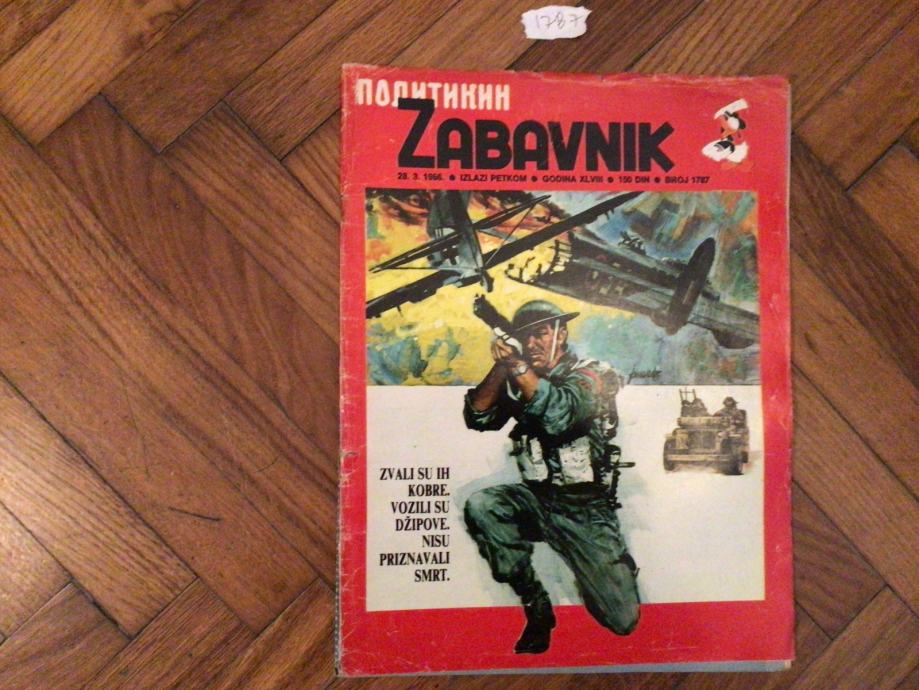 1787
ПОЛИТИКИН
ZABAVNIK
28. 3. 1986. ● IZLAZI PETKOM ● GODINA XLVIII ● 150 DIN ● BROJ 1787
ZVALI SU IH
KOBRE.
VOZILI SU
DŽIPOVE.
NISU
PRIZNAVALI
SMRT.